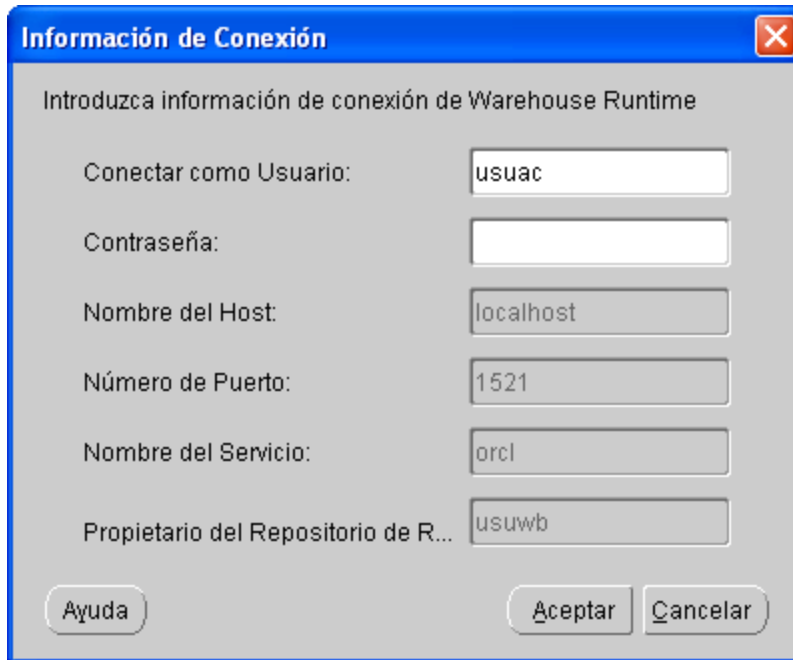 Información de Conexión
Introduzca información de conexión de Warehouse Runtime
Conectar como Usuario: usuac
Contraseña:
Nombre del Host: localhost
Número de Puerto: 1521
Nombre del Servicio: orcl
Propietario del Repositorio de R... usuwb
Ayuda Aceptar Cancelar